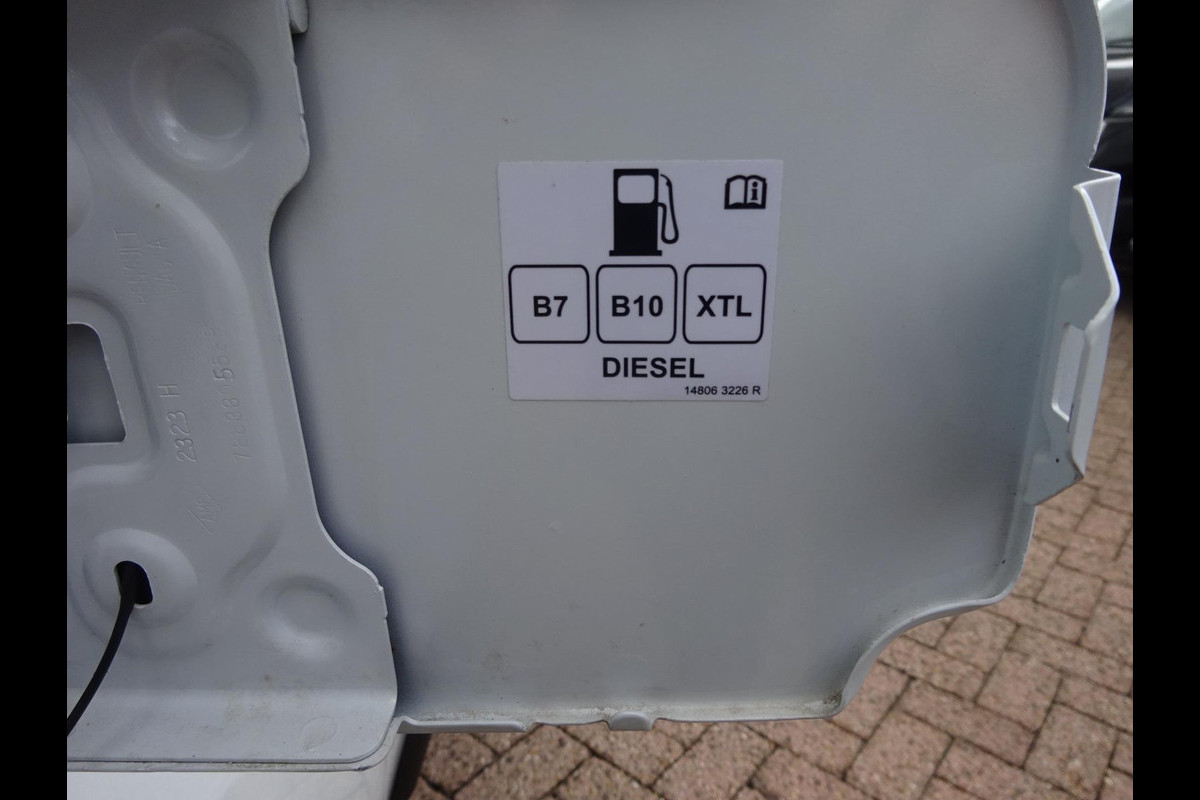 B7 B10 XTL
DIESEL
14806 3226 R
2323 H